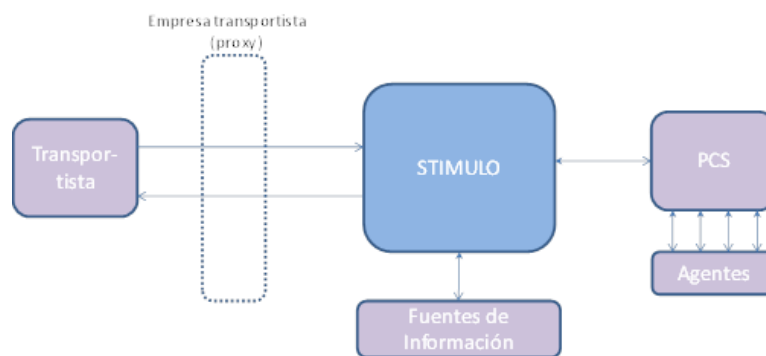 Empresa transportista
(proxy)
Transpor-
tista
STIMULO
PCS
Agentes
Fuentes de
Información